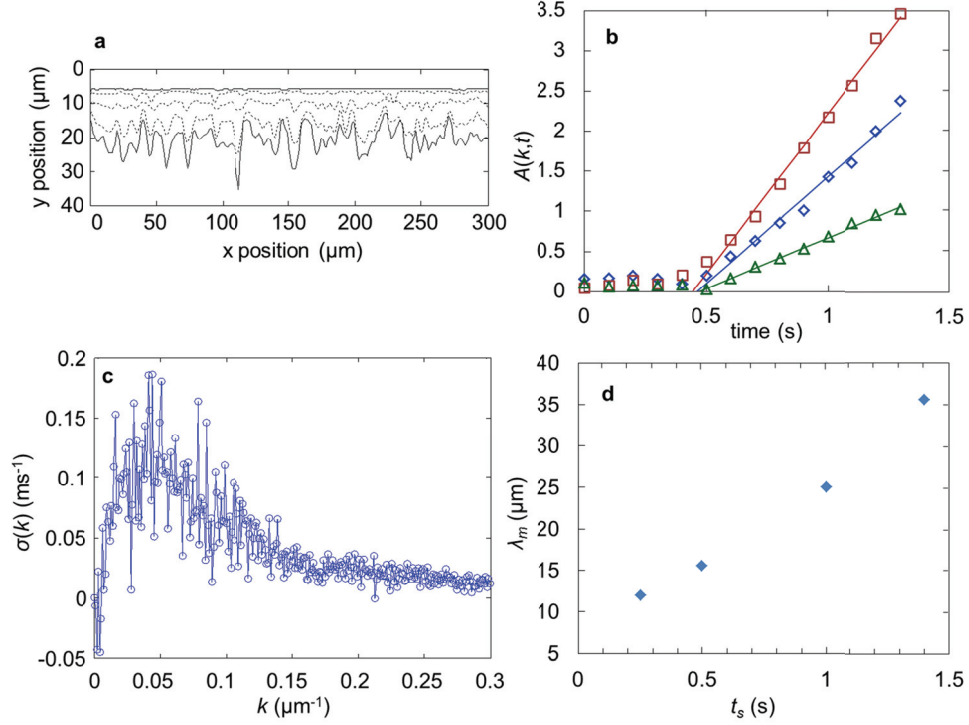 a
0
10
20
30
40
y position (µm)
0 50 100 150 200 250 300
x position (µm)
b
3.5
3
2.5
2
1.5
1
0.5
0
A(k,t)
0 0.5 1 1.5
time (s)
c
0.2
0.15
0.1
0.05
0
-0.05
σ(k) (ms⁻¹)
0 0.05 0.1 0.15 0.2 0.25 0.3
k (µm⁻¹)
d
40
35
30
25
20
15
10
5
λm (µm)
0 0.5 1 1.5
ts (s)